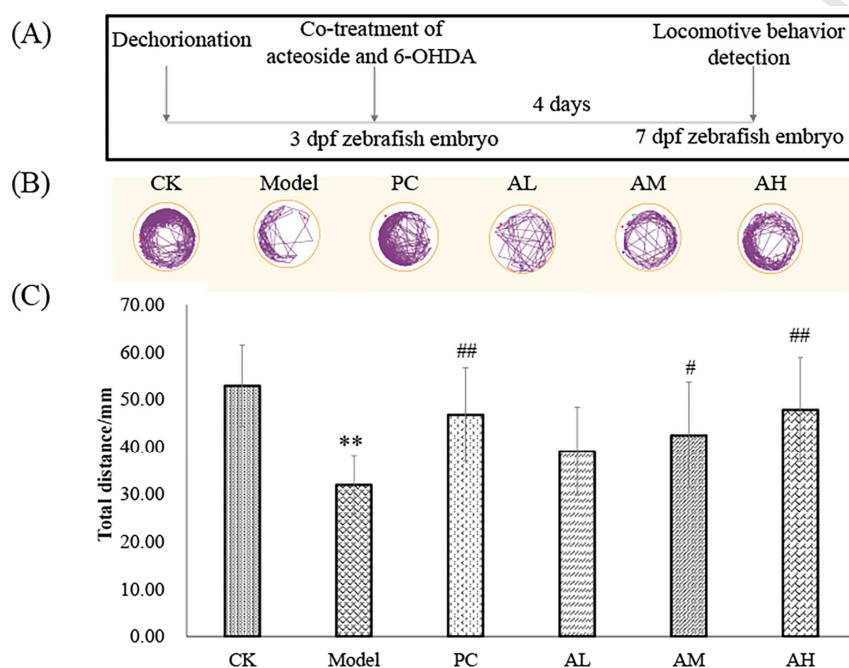 (A)
Dechorionation
Co-treatment of
acteoside and 6-OHDA
Locomotive behavior
detection
4 days
3 dpf zebrafish embryo
7 dpf zebrafish embryo
(B)
CK Model PC AL AM AH
(C)
Total distance/mm
70.00
60.00
50.00
40.00
30.00
20.00
10.00
0.00
**
##
#
##
CK Model PC AL AM AH